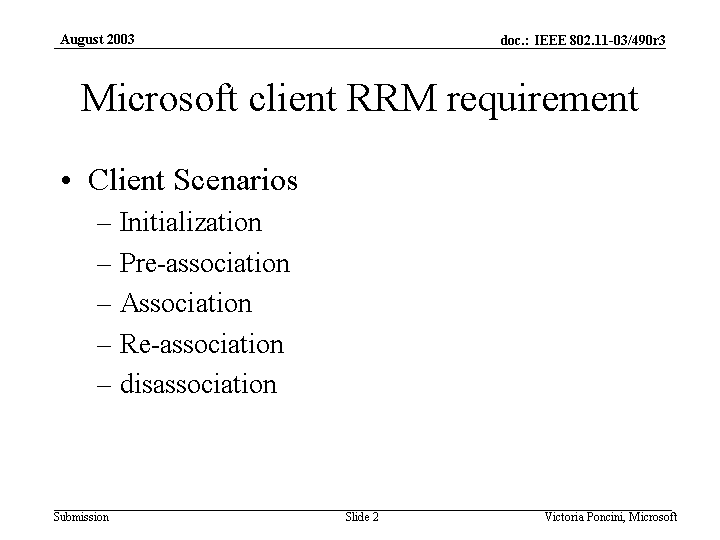 August 2003
doc.: IEEE 802.11-03/490r3
Microsoft client RRM requirement
• Client Scenarios
– Initialization
– Pre-association
– Association
– Re-association
– disassociation
Submission
Slide 2
Victoria Poncini, Microsoft